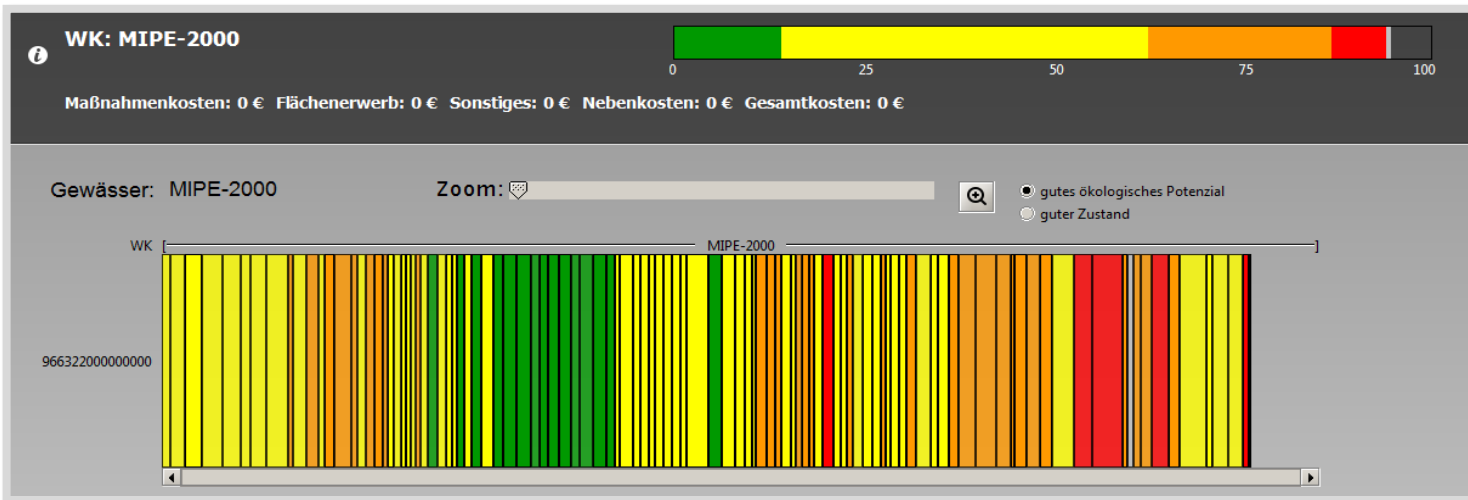 WK: MIPE-2000
0 25 50 75 100
Maßnahmenkosten: 0 € Flächenerwerb: 0 € Sonstiges: 0 € Nebenkosten: 0 € Gesamtkosten: 0 €
Gewässer: MIPE-2000 Zoom: gutes ökologisches Potenzial
guter Zustand
WK [ MIPE-2000 ]
966322000000000